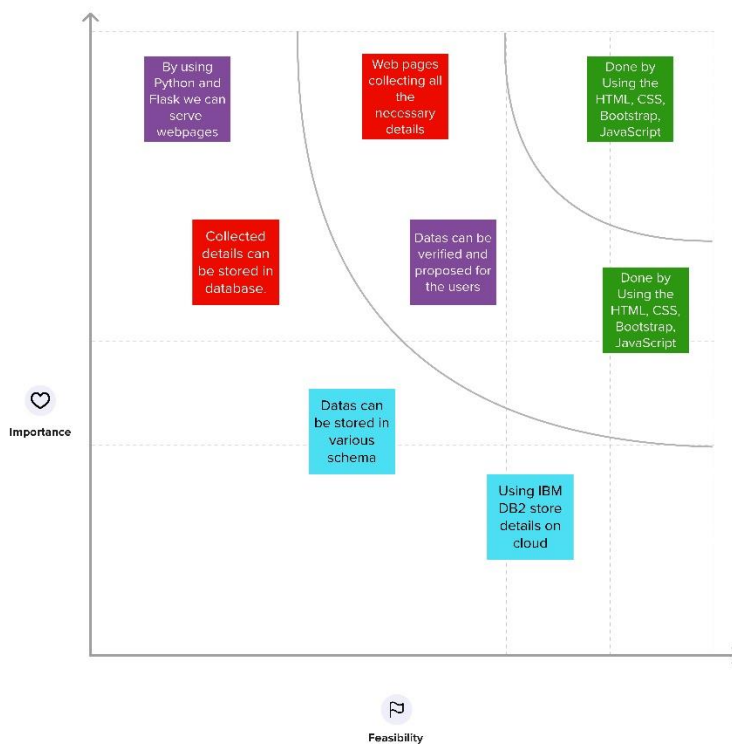 By using
Python and
Flask we can
serve
webpages
Web pages
collecting all
the
necessary
details
Done by
Using the
HTML, CSS,
Bootstrap,
JavaScript
Collected
details can
be stored in
database.
Datas can be
verified and
proposed for
the users
Done by
Using the
HTML, CSS,
Bootstrap,
JavaScript
Datas can
be stored in
various
schema
Importance
Using IBM
DB2 store
details on
cloud
Feasibility